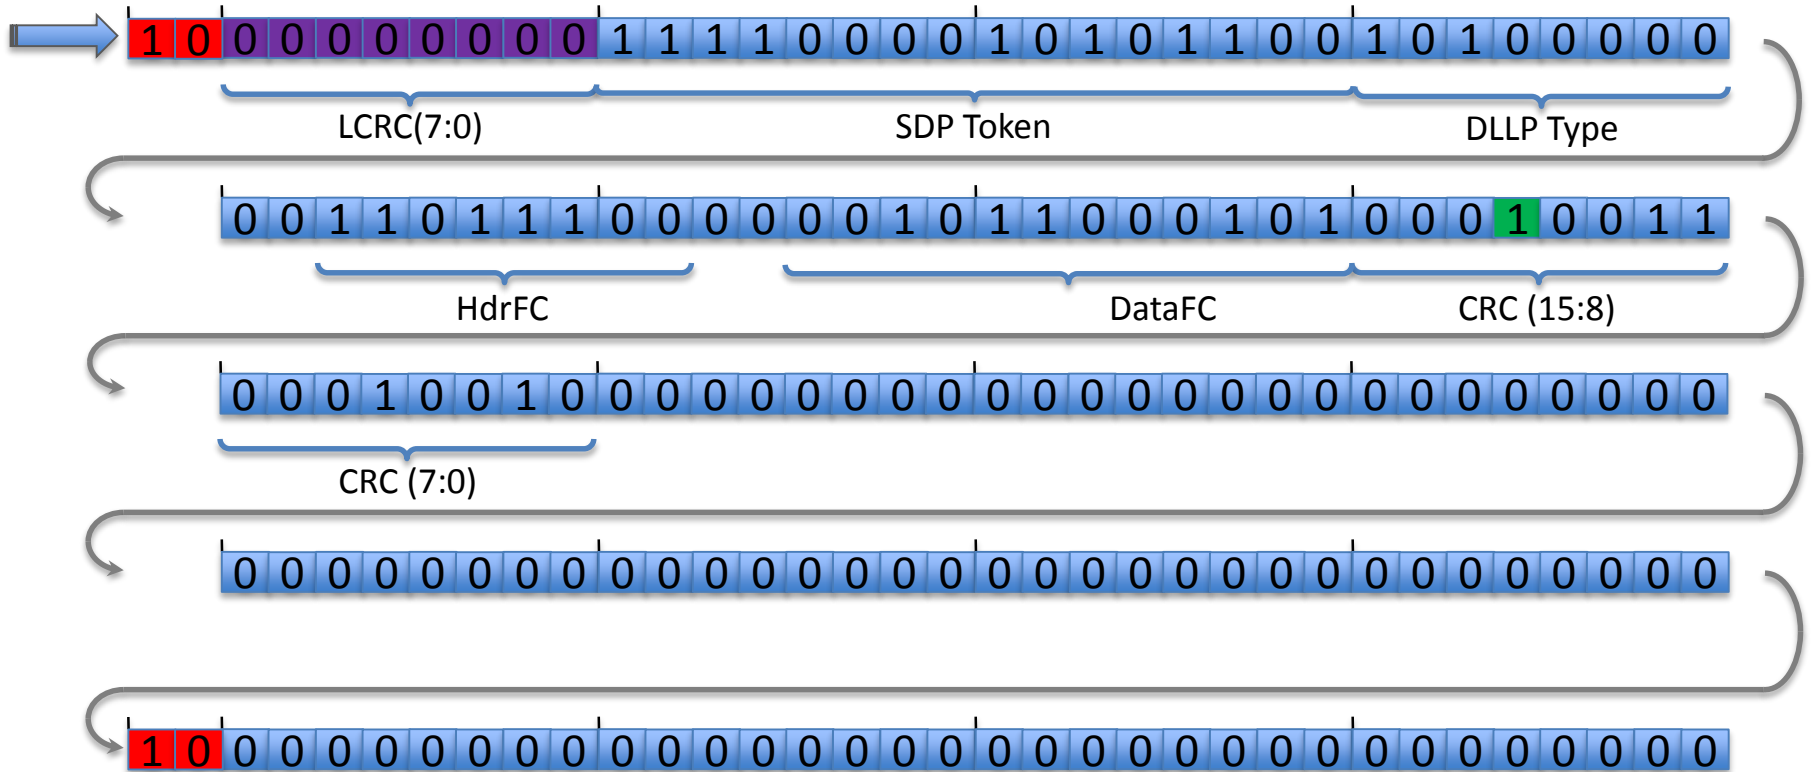 1 0 0 0 0 0 0 0 0 0 1 1 1 1 0 0 0 0 1 0 1 0 1 1 0 0 1 0 1 0 0 0 0 0
LCRC(7:0) SDP Token DLLP Type
0 0 1 1 0 1 1 1 0 0 0 0 0 0 1 0 1 1 0 0 0 1 0 1 0 0 0 1 0 0 1 1
HdrFC DataFC CRC (15:8)
0 0 0 1 0 0 1 0 0 0 0 0 0 0 0 0 0 0 0 0 0 0 0 0 0 0 0 0 0 0 0 0
CRC (7:0)
0 0 0 0 0 0 0 0 0 0 0 0 0 0 0 0 0 0 0 0 0 0 0 0 0 0 0 0 0 0 0 0
1 0 0 0 0 0 0 0 0 0 0 0 0 0 0 0 0 0 0 0 0 0 0 0 0 0 0 0 0 0 0 0 0 0